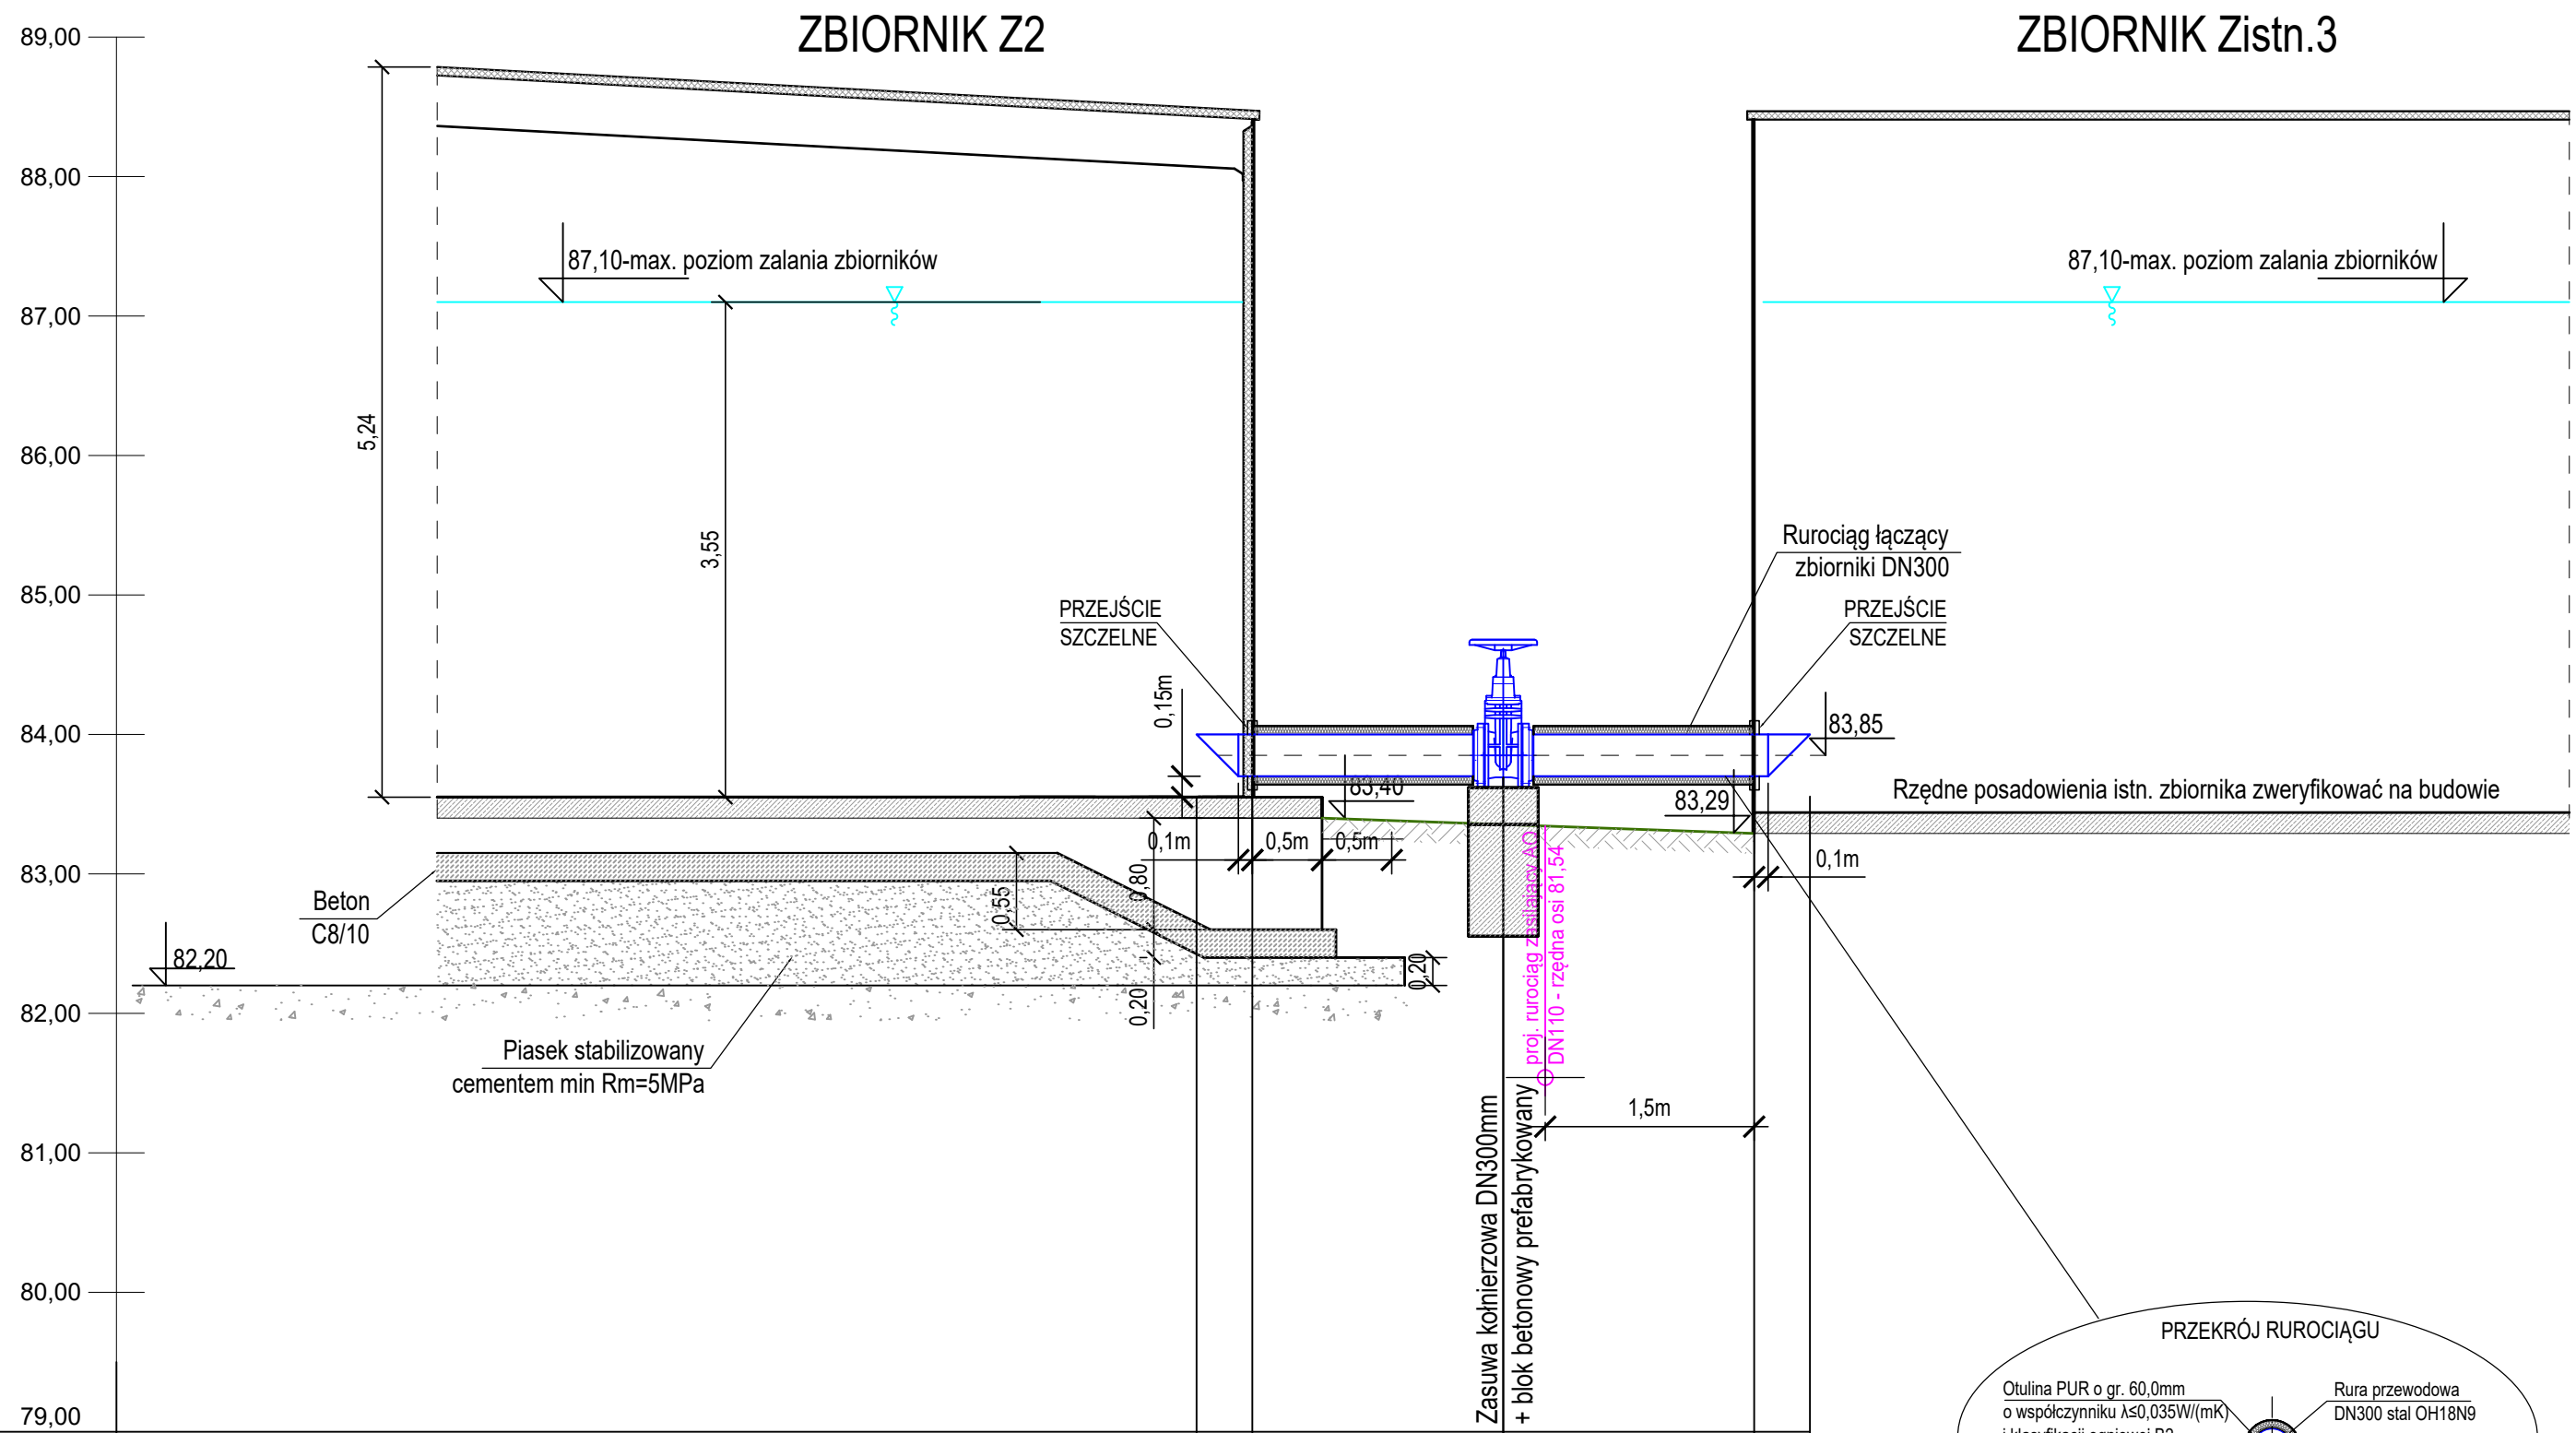 ZBIORNIK Z2
ZBIORNIK Zistn.3
89,00
88,00
87,00
86,00
85,00
84,00
83,00
82,00
81,00
80,00
79,00
87,10-max. poziom zalania zbiorników
87,10-max. poziom zalania zbiorników
5,24
3,55
Rurociąg łączący
zbiorniki DN300
PRZEJŚCIE
SZCZELNE
PRZEJŚCIE
SZCZELNE
0,15m
83,85
83,40
83,29
Rzędne posadowienia istn. zbiornika zweryfikować na budowie
0,1m
0,5m
0,5m
0,1m
0,55
0,80
0,20
0,20
Beton
C8/10
82,20
Piasek stabilizowany
cementem min Rm=5MPa
proj. rurociąg zasilający AO
DN110 - rzędna osi 81,54
1,5m
Zasuwa kołnierzowa DN300mm
+ blok betonowy prefabrykowany
PRZEKRÓJ RUROCIĄGU
Otulina PUR o gr. 60,0mm
o współczynniku λ≤0,035W/(mK)
Rura przewodowa
DN300 stal OH18N9